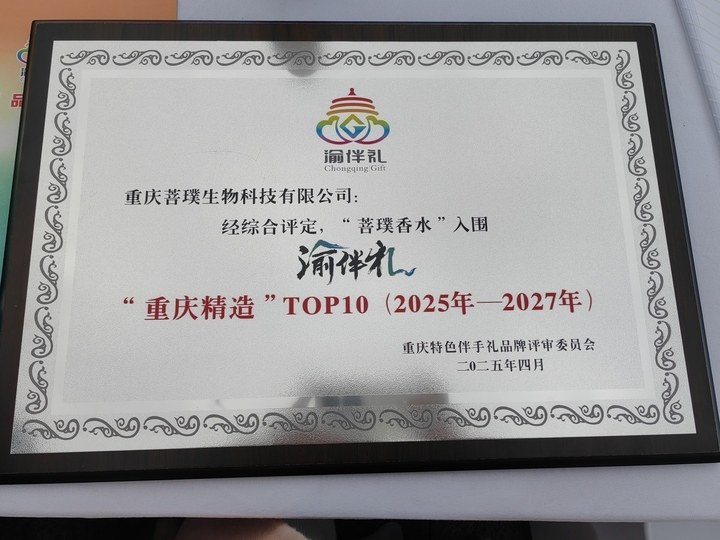 品
渝伴礼
Chongqing Gift
重庆菩璞生物科技有限公司:
经综合评定,“菩璞香水”入围
渝伴礼
“重庆精造”TOP10(2025年—2027年)
重庆特色伴手礼品牌评审委员会
二〇二五年四月